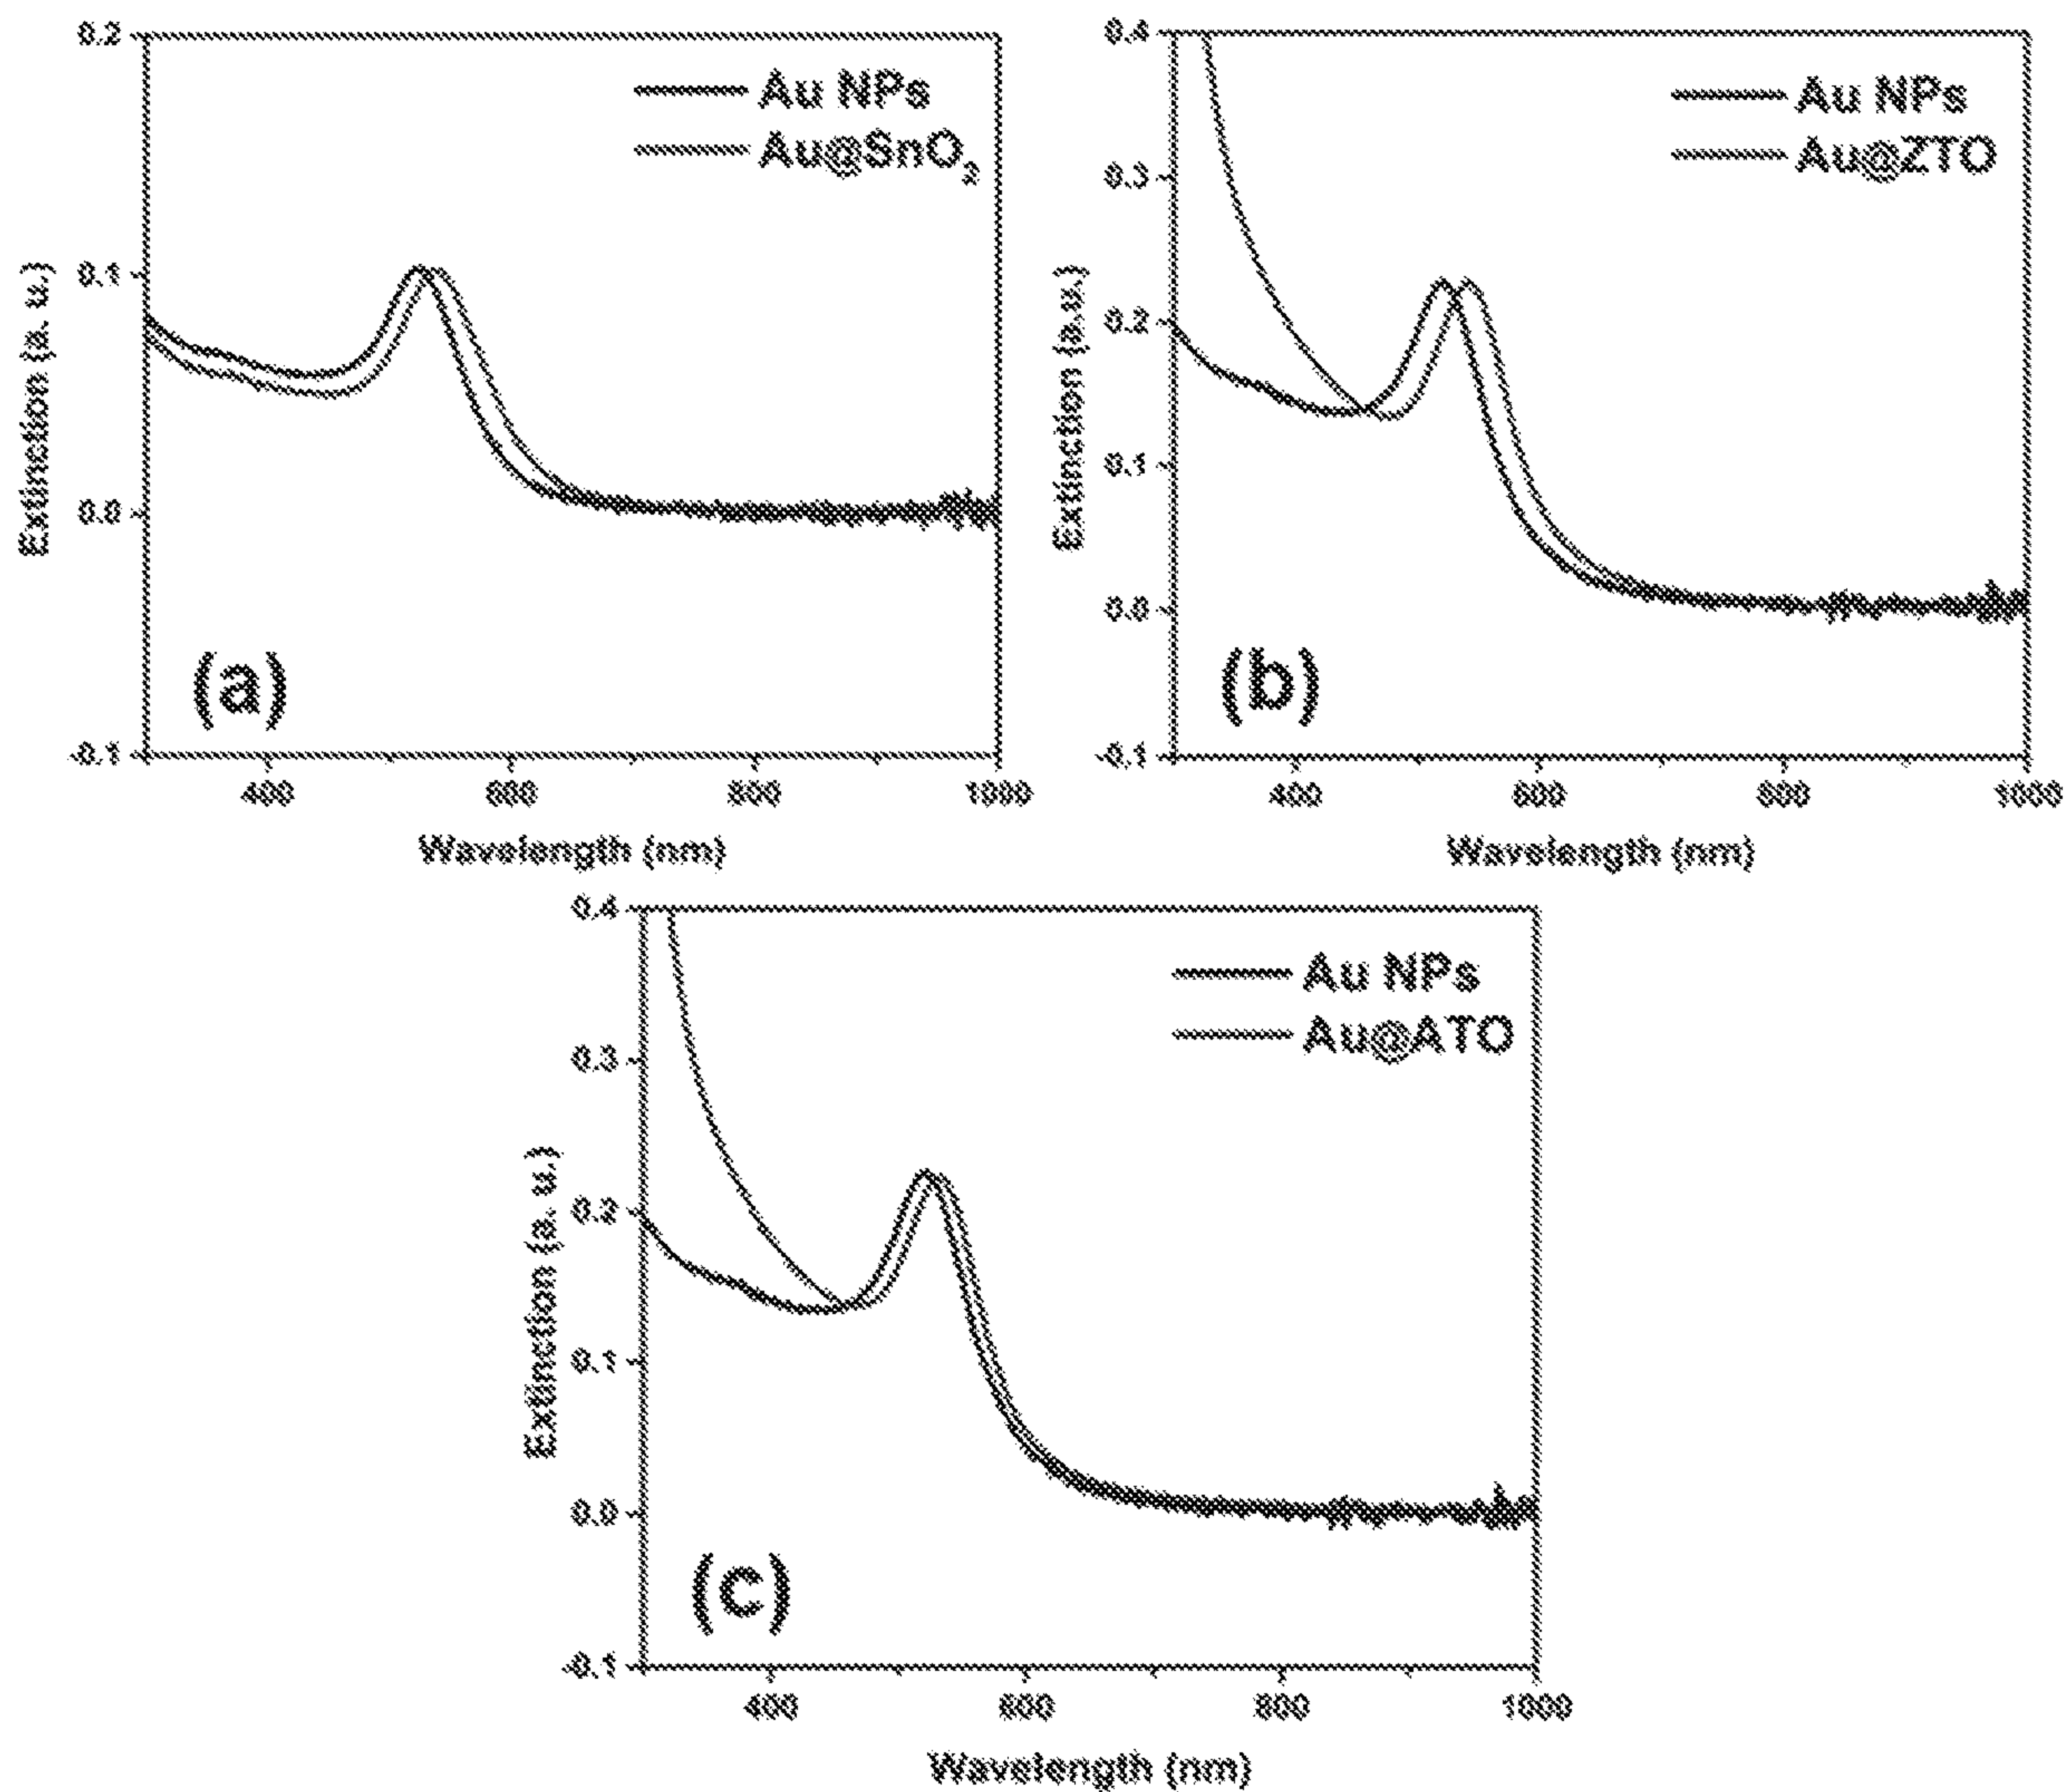 0.2
Au NPs
Au@SnO2
0.1
0.0
-0.1
Extinction (a. u.)
(a)
400 600 800 1000
Wavelength (nm)
0.4
Au NPs
Au@ZTO
0.3
0.2
0.1
0.0
-0.1
Extinction (a.u.)
(b)
400 600 800 1000
Wavelength (nm)
0.4
Au NPs
Au@ATO
0.3
0.2
0.1
0.0
-0.1
Extinction (a. u.)
(c)
400 600 800 1000
Wavelength (nm)